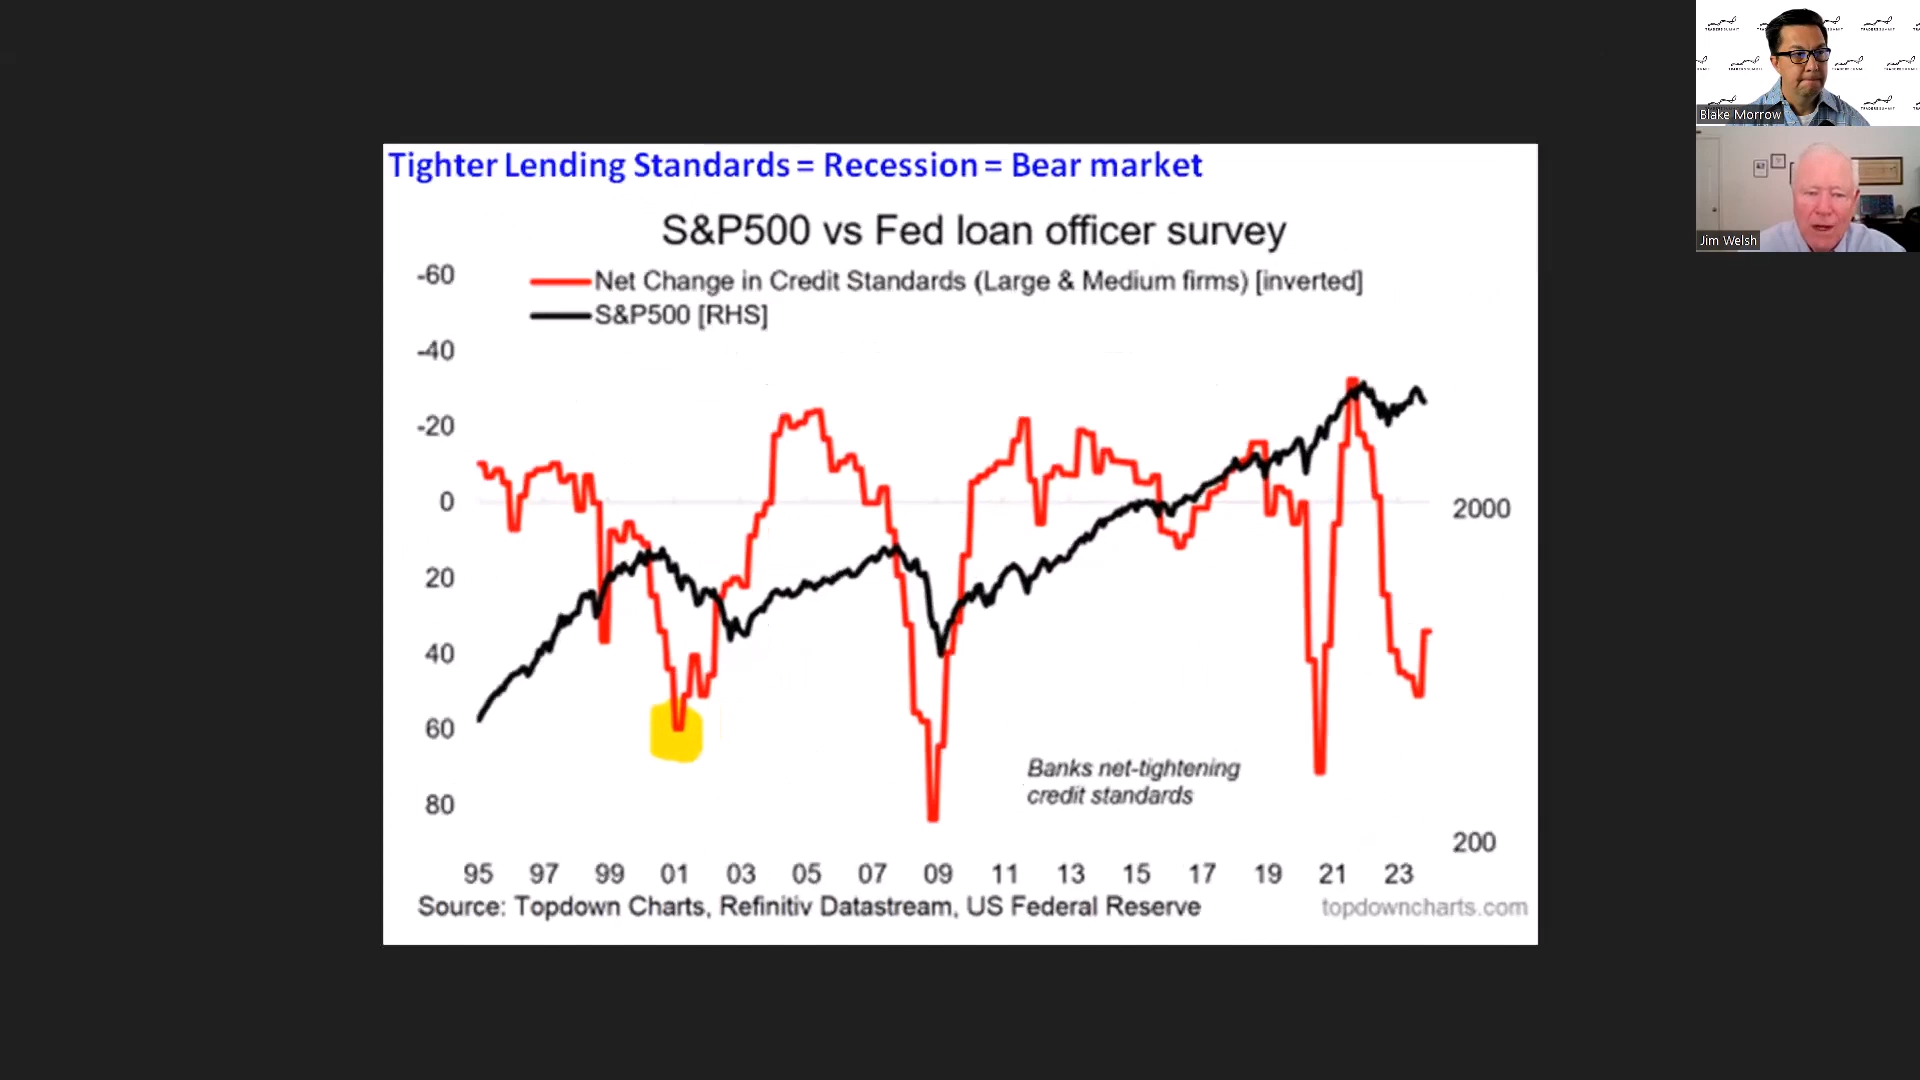 Tighter Lending Standards = Recession = Bear market
S&P500 vs Fed loan officer survey
Net Change in Credit Standards (Large & Medium firms) [inverted]
S&P500 [RHS]
-60
-40
-20
0
20
40
60
80
2000
200
Banks net-tightening
credit standards
95 97 99 01 03 05 07 09 11 13 15 17 19 21 23
Source: Topdown Charts, Refinitiv Datastream, US Federal Reserve
topdowncharts.com
Blake Morrow
Jim Welsh